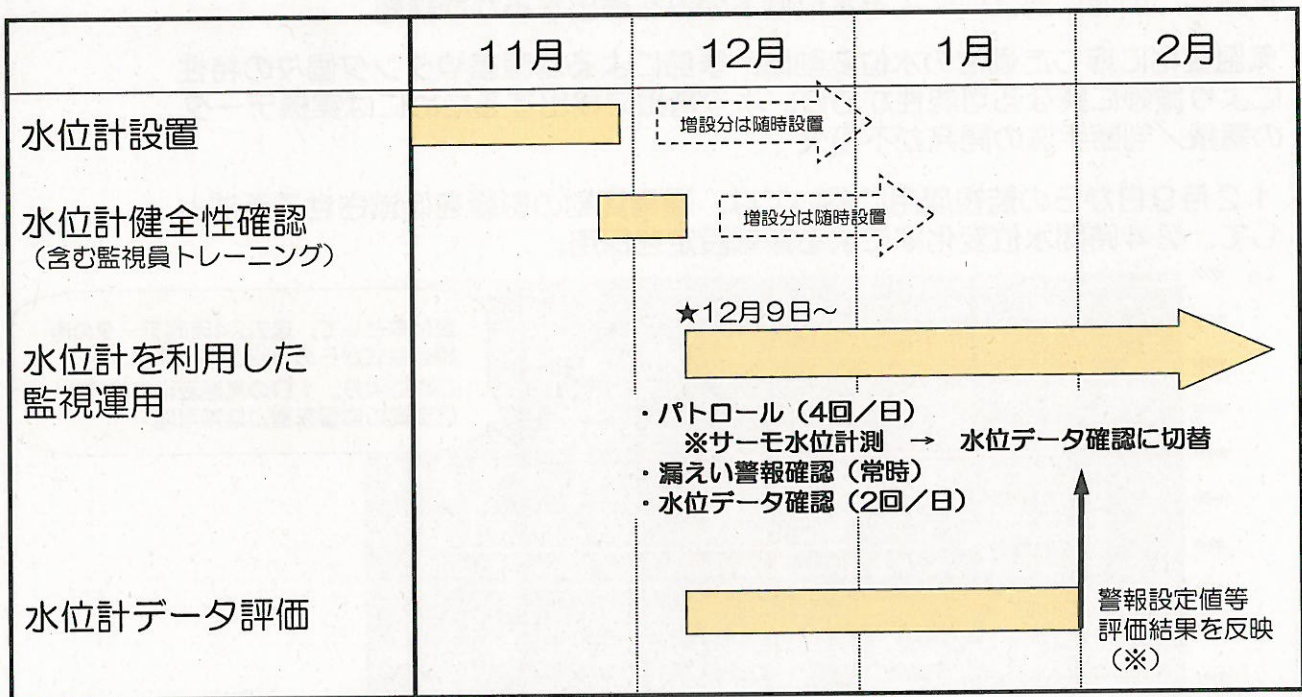 11月 12月 1月 2月
水位計設置
増設分は随時設置
水位計健全性確認
(含む監視員トレーニング)
増設分は随時設置
水位計を利用した
監視運用
★12月9日~
・パトロール(4回/日)
※サーモ水位計測 → 水位データ確認に切替
・漏えい警報確認(常時)
・水位データ確認(2回/日)
水位計データ評価
警報設定値等
評価結果を反映
(※)